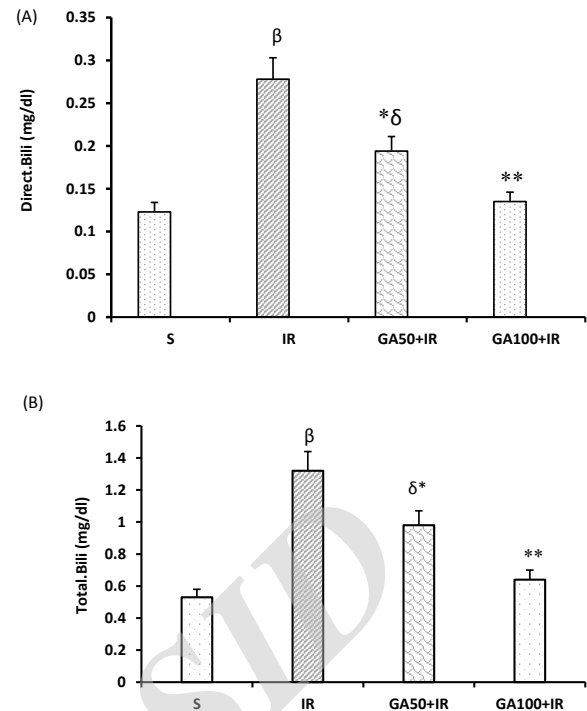 (A)
Direct.Bili (mg/dl)
0.35
0.3
0.25
0.2
0.15
0.1
0.05
0
β
*δ
**
S IR GA50+IR GA100+IR
(B)
Total.Bili (mg/dl)
1.6
1.4
1.2
1
0.8
0.6
0.4
0.2
0
β
δ*
**
S IR GA50+IR GA100+IR
SID